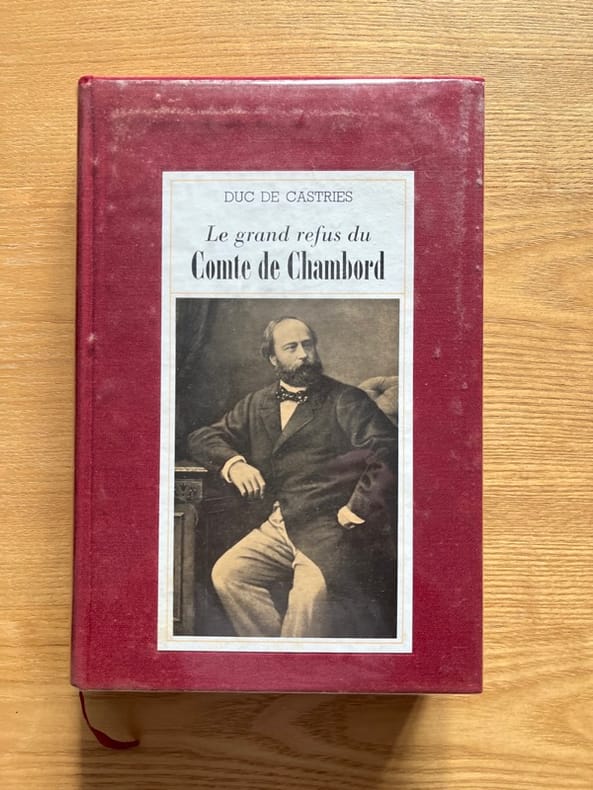 DUC DE CASTRIES
Le grand refus du
Comte de Chambord